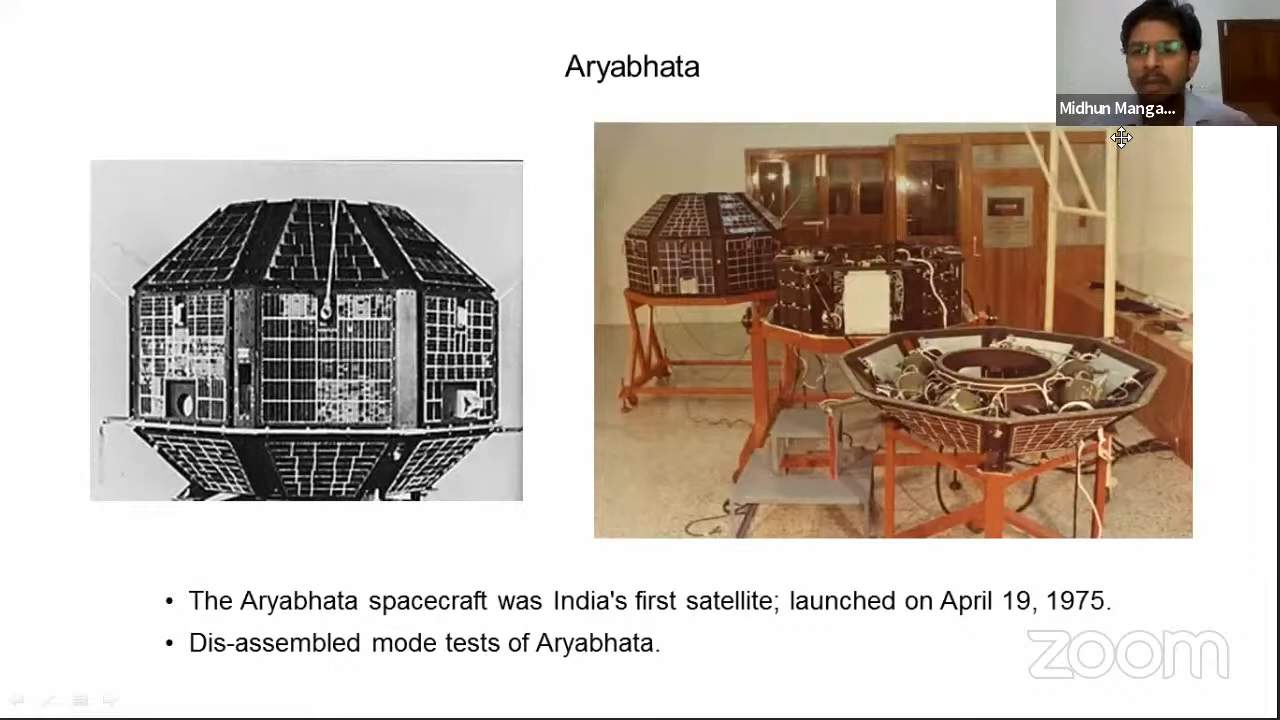 Aryabhata
Midhun Manga...
• The Aryabhata spacecraft was India's first satellite; launched on April 19, 1975.
• Dis-assembled mode tests of Aryabhata.
zoom